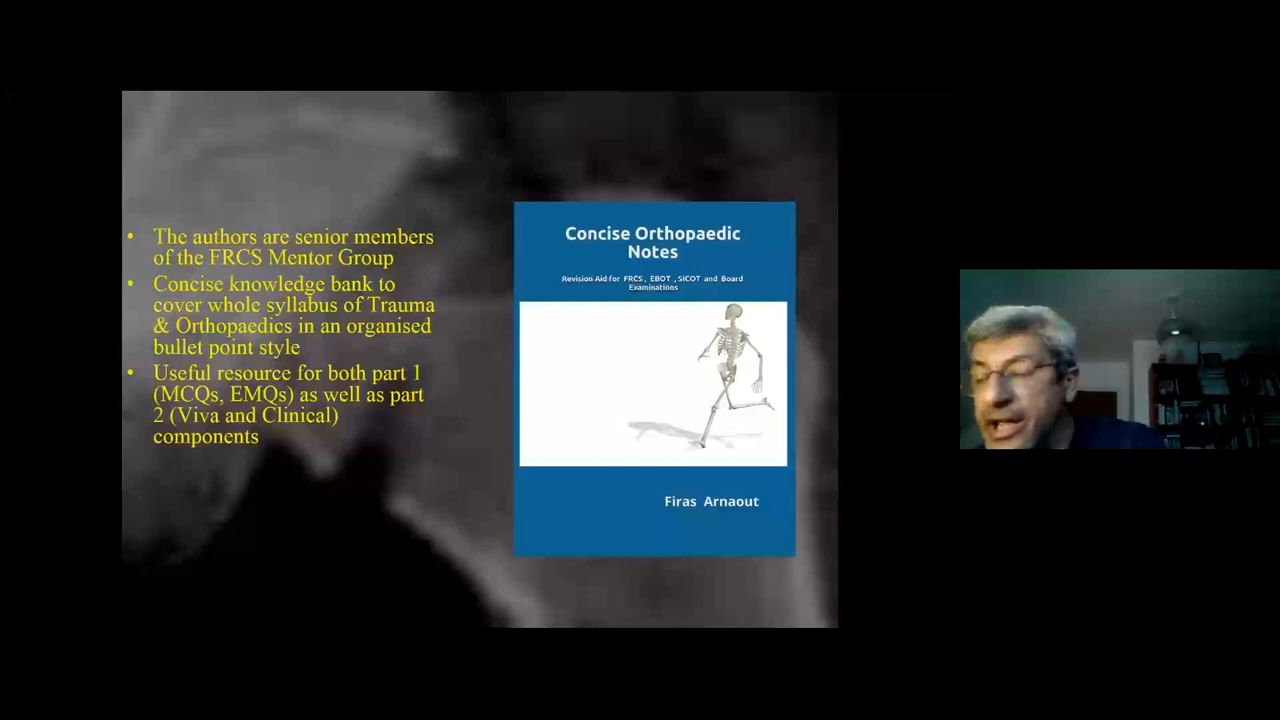 • The authors are senior members
of the FRCS Mentor Group
• Concise knowledge bank to
cover whole syllabus of Trauma
& Orthopaedics in an organised
bullet point style
• Useful resource for both part 1
(MCQs, EMQs) as well as part
2 (Viva and Clinical)
components
Concise Orthopaedic
Notes
Revision Aid for FRCS , EBOT , SICOT and Board
Examinations
Firas Arnaout